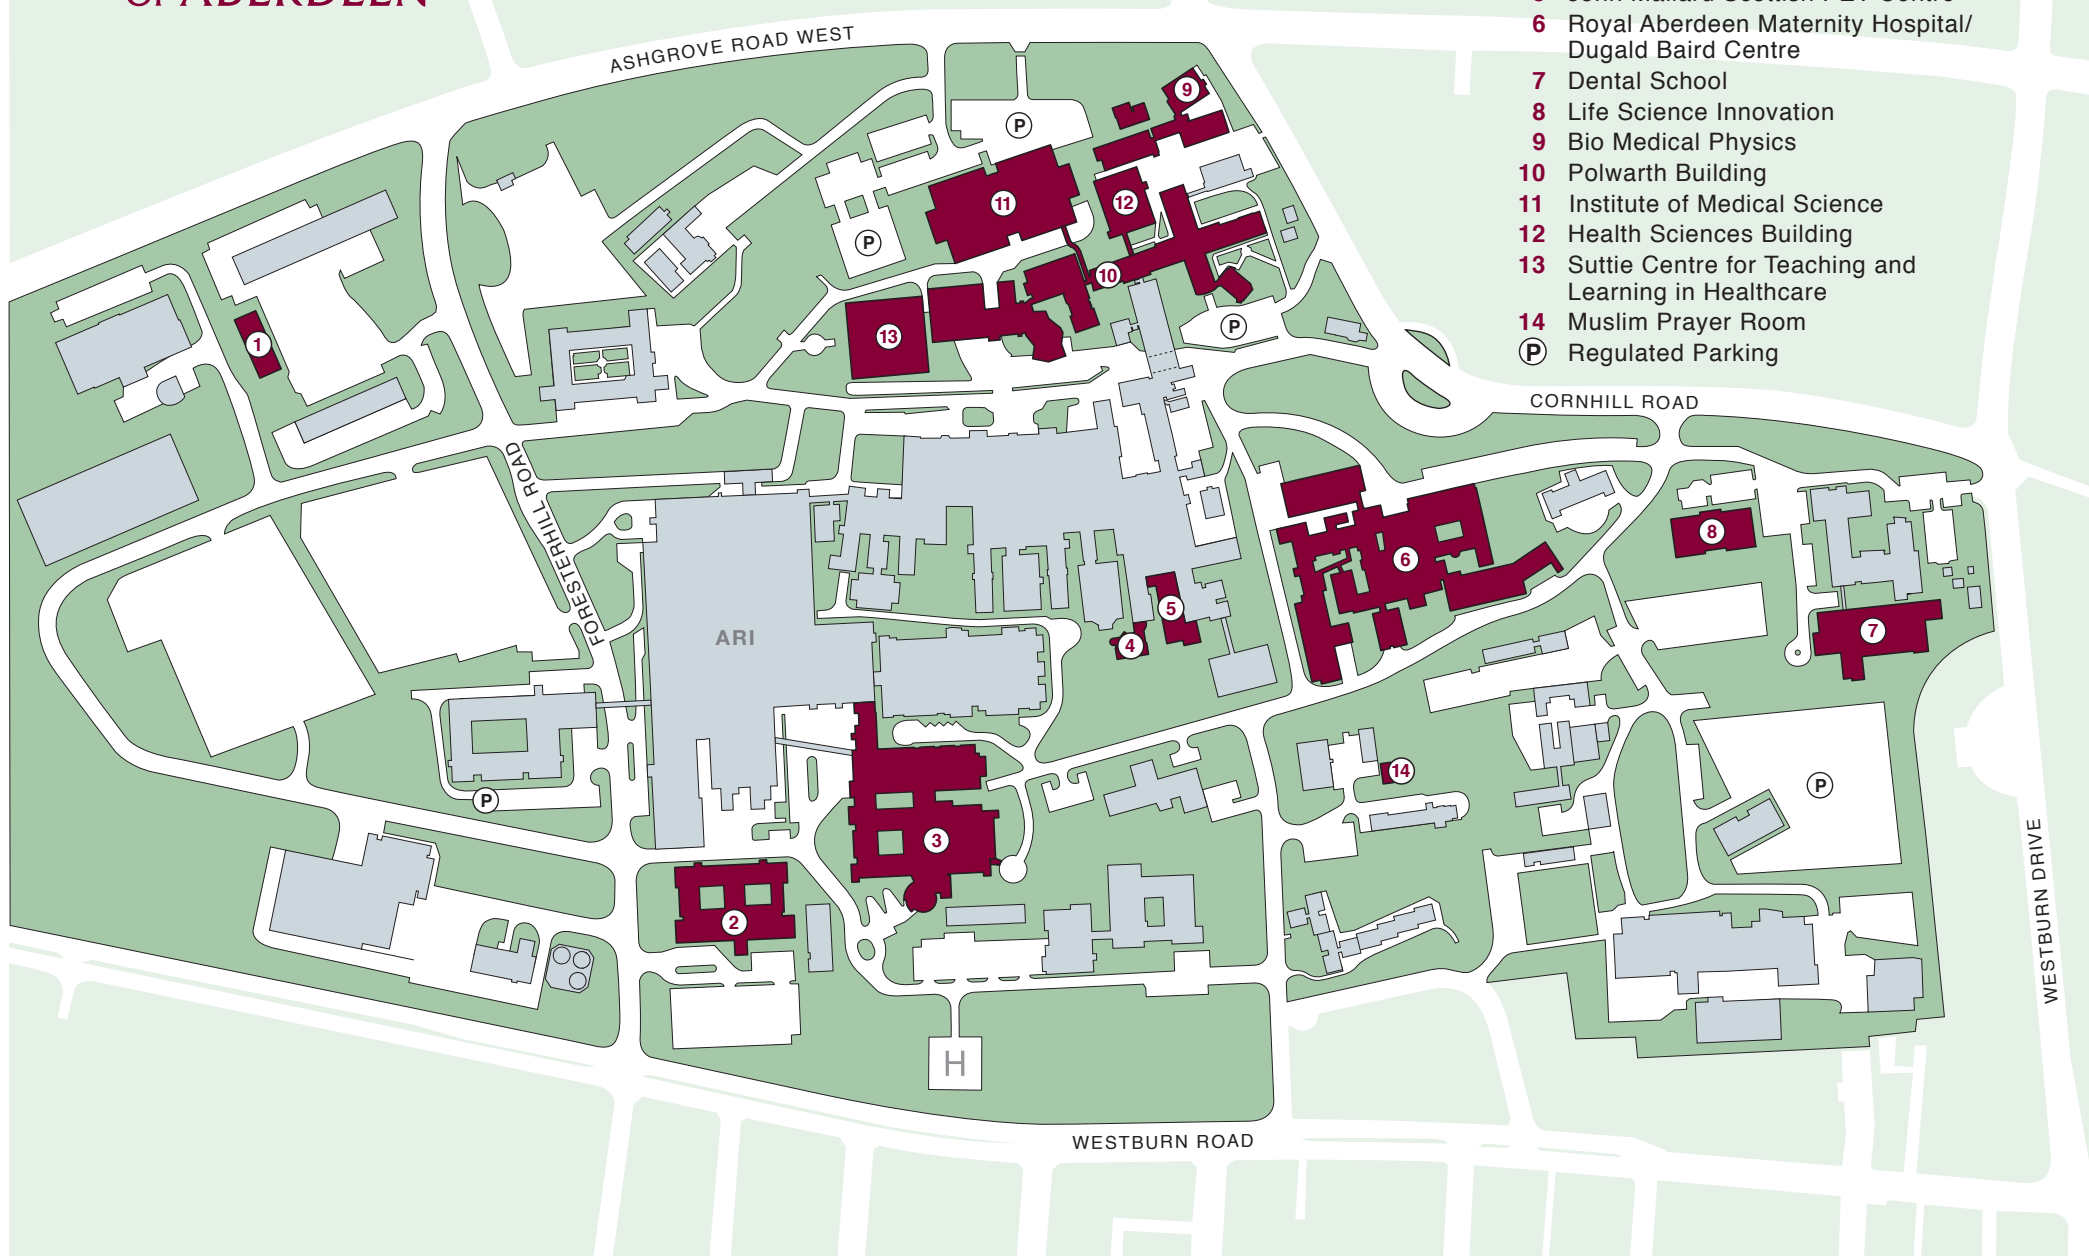 OF ABERDEEN
6 Royal Aberdeen Maternity Hospital/
Dugald Baird Centre
7 Dental School
8 Life Science Innovation
9 Bio Medical Physics
10 Polwarth Building
11 Institute of Medical Science
12 Health Sciences Building
13 Suttie Centre for Teaching and
Learning in Healthcare
14 Muslim Prayer Room
P Regulated Parking
ASHGROVE ROAD WEST
9
P
11
12
P
10
13
P
1
CORNHILL ROAD
FORESTERHILL ROAD
8
6
5
4
ARI
7
14
P
P
3
2
WESTBURN DRIVE
H
WESTBURN ROAD